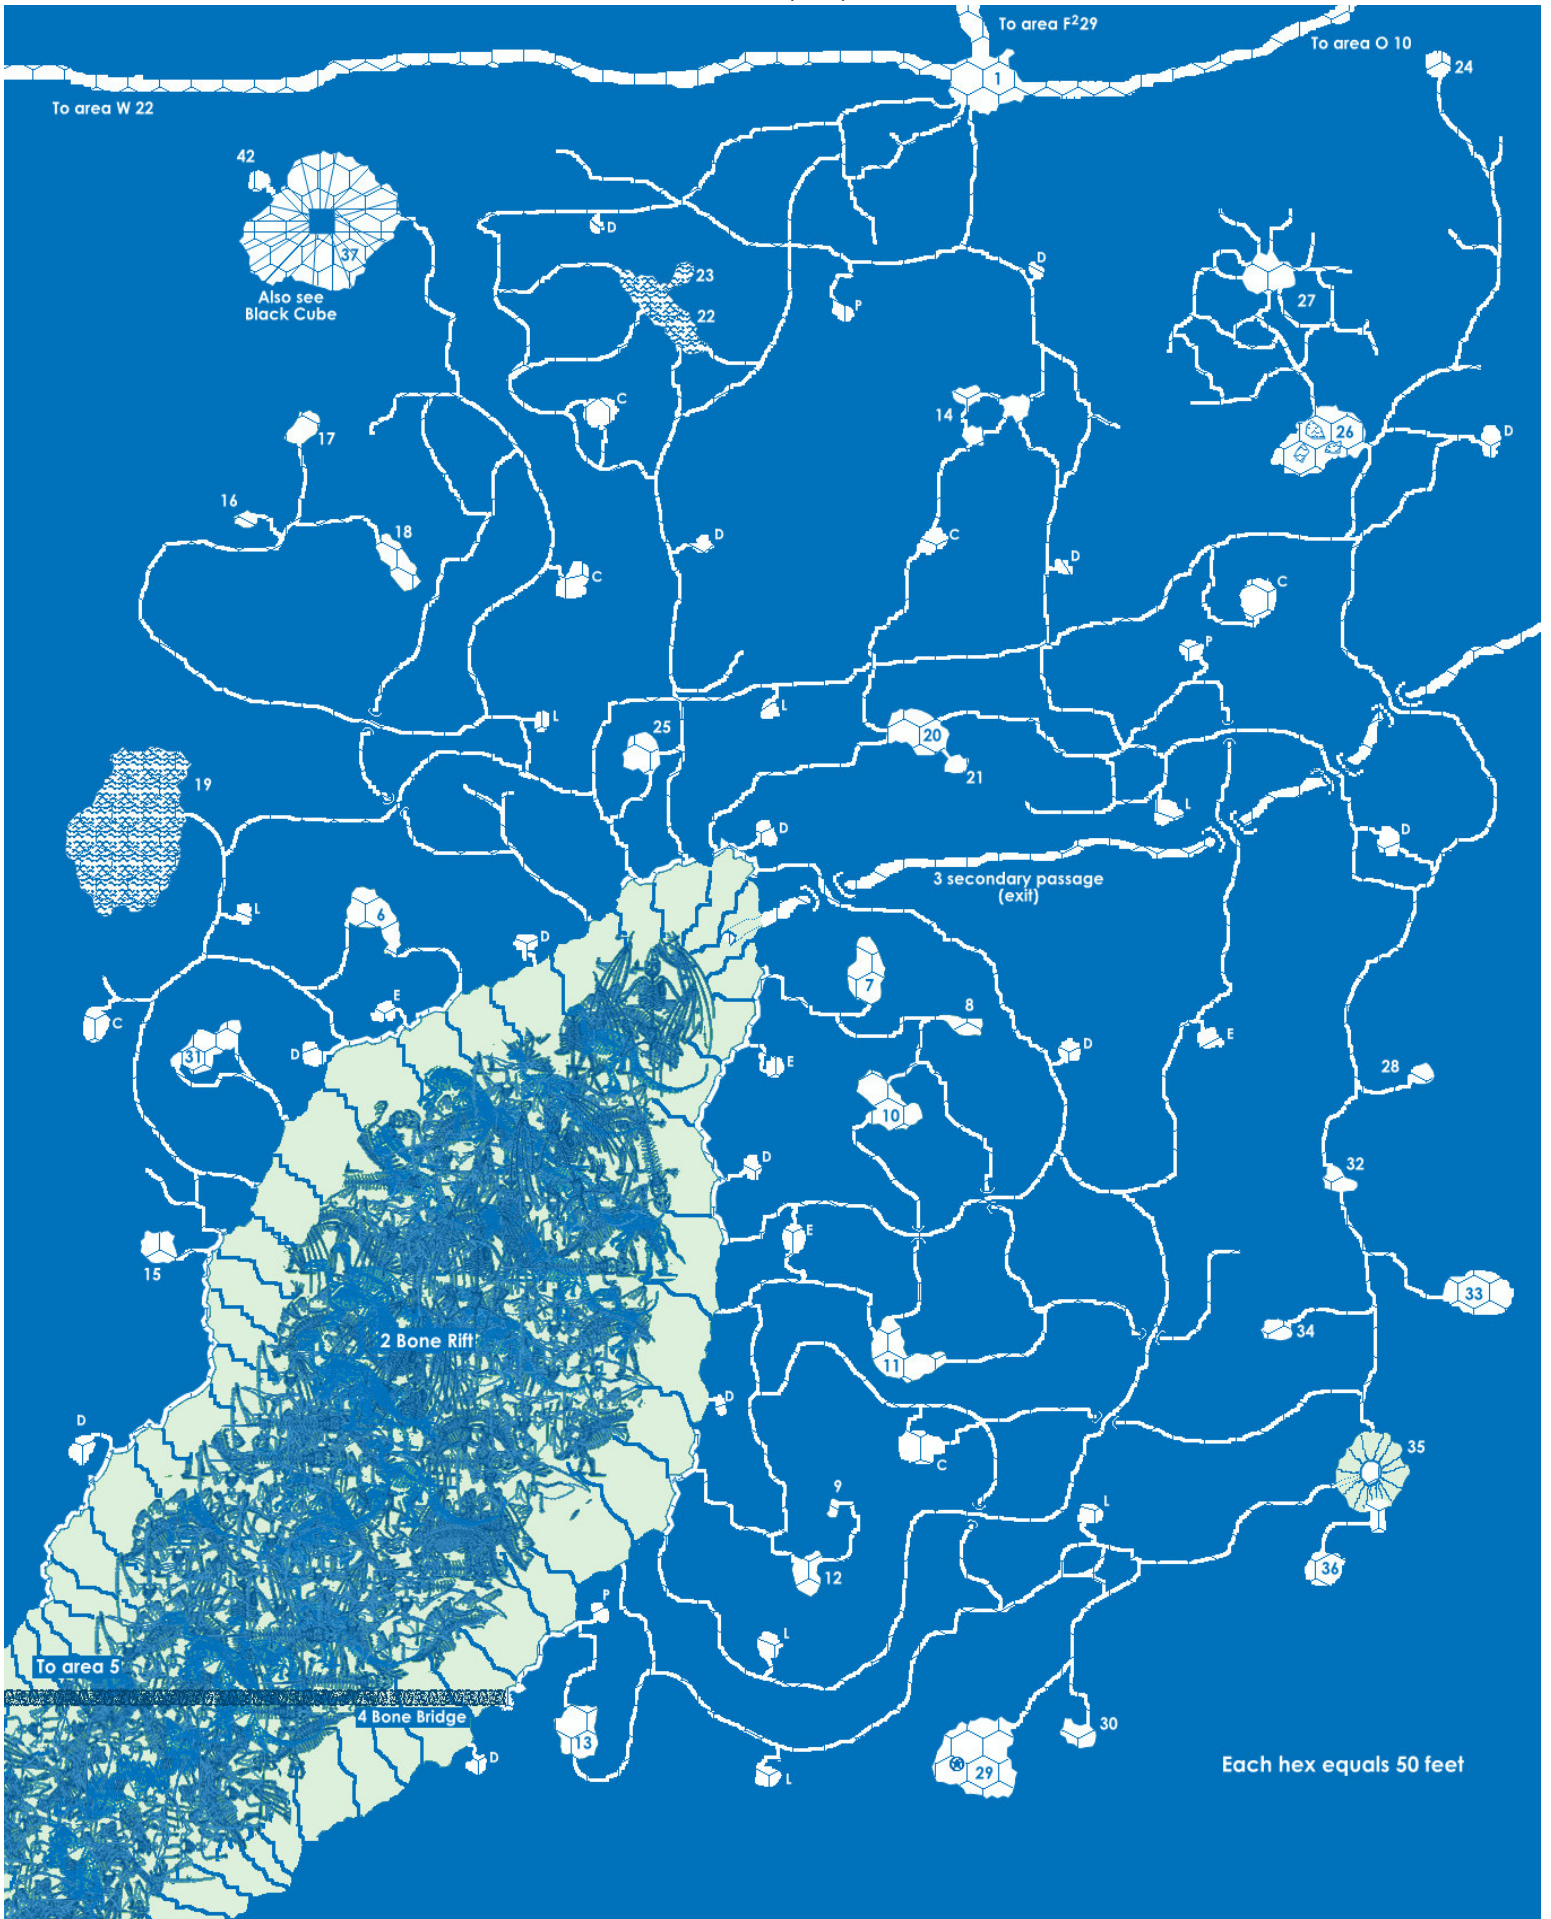 To area F²29
To area O 10
1
24
To area W 22
42
D
37
D
23
27
Also see
Black Cube
P
22
C
14
17
26
D
16
18
D
C
D
C
C
P
L
L
25
20
21
19
L
D
D
3 secondary passage
(exit)
L
6
D
7
E
8
C
D
E
31
D
E
28
10
D
32
E
15
33
2 Bone Rift
34
11
D
D
35
C
9
L
12
36
P
L
To area 5
4 Bone Bridge
30
13
D
Each hex equals 50 feet
29
L